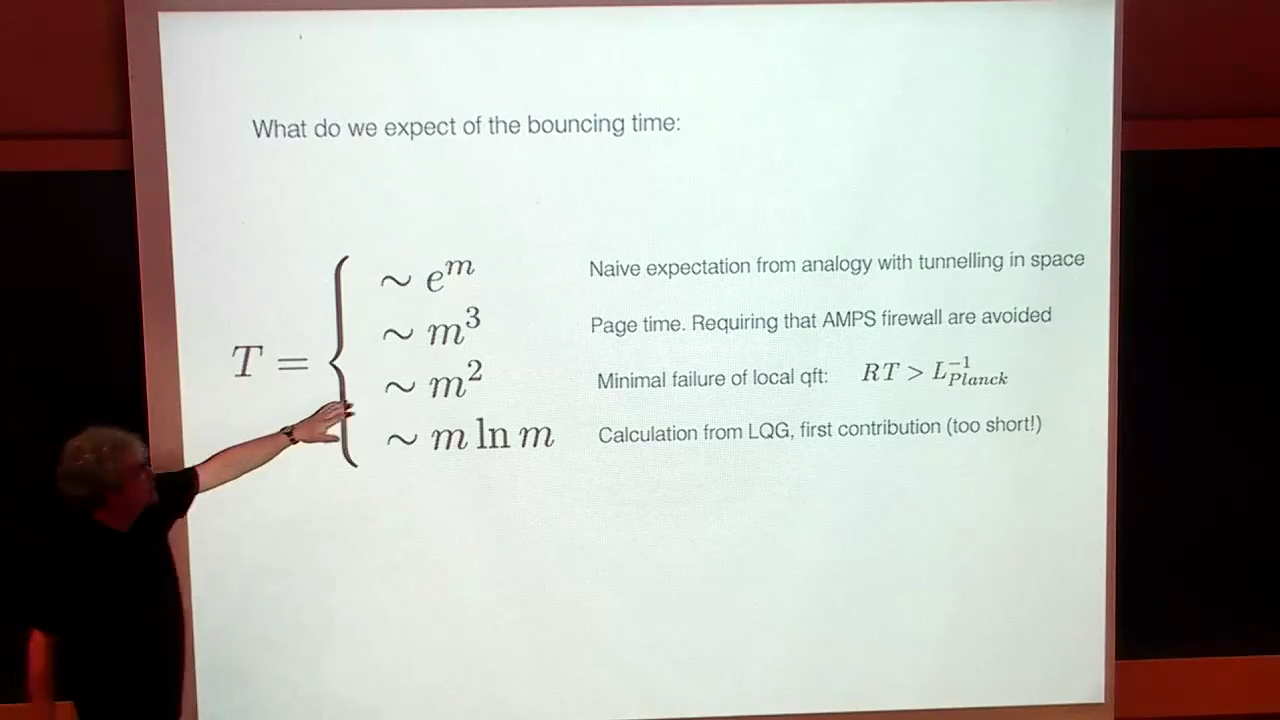 What do we expect of the bouncing time:
∼ e^m Naive expectation from analogy with tunnelling in space
∼ m^3 Page time. Requiring that AMPS firewall are avoided
T = {
∼ m^2 Minimal failure of local qft: RT > L_{Planck}^{-1}
∼ m ln m Calculation from LQG, first contribution (too short!)